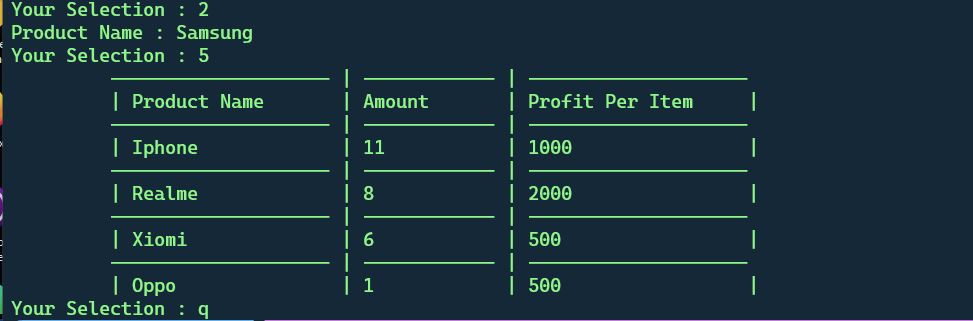 Your Selection : 2
Product Name : Samsung
Your Selection : 5
| Product Name | Amount | Profit Per Item |
| Iphone | 11 | 1000 |
| Realme | 8 | 2000 |
| Xiomi | 6 | 500 |
| Oppo | 1 | 500 |
Your Selection : q